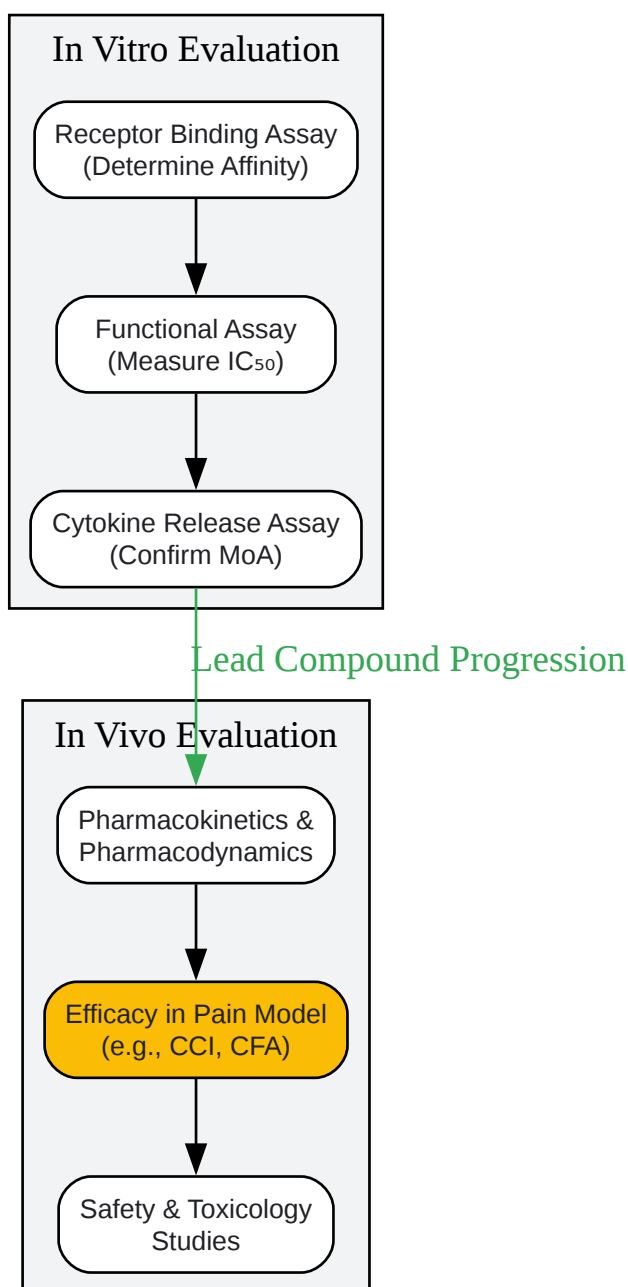 In Vitro Evaluation
Receptor Binding Assay
(Determine Affinity)
Functional Assay
(Measure IC₅₀)
Cytokine Release Assay
(Confirm MoA)
Lead Compound Progression
In Vivo Evaluation
Pharmacokinetics &
Pharmacodynamics
Efficacy in Pain Model
(e.g., CCI, CFA)
Safety & Toxicology
Studies